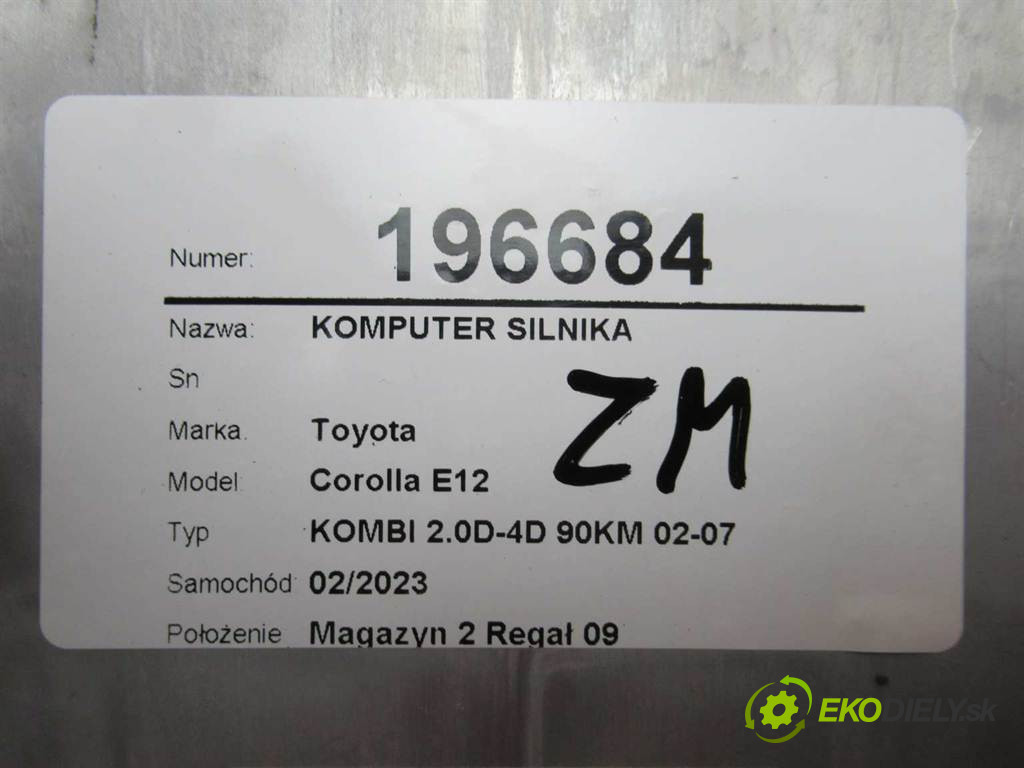 Numer: 196684
Nazwa: KOMPUTER SILNIKA
Sn
Marka. Toyota
Model: Corolla E12
Typ KOMBI 2.0D-4D 90KM 02-07
Samochód: 02/2023
Położenie Magazyn 2 Regał 09
ZM
EKODIELY.sk